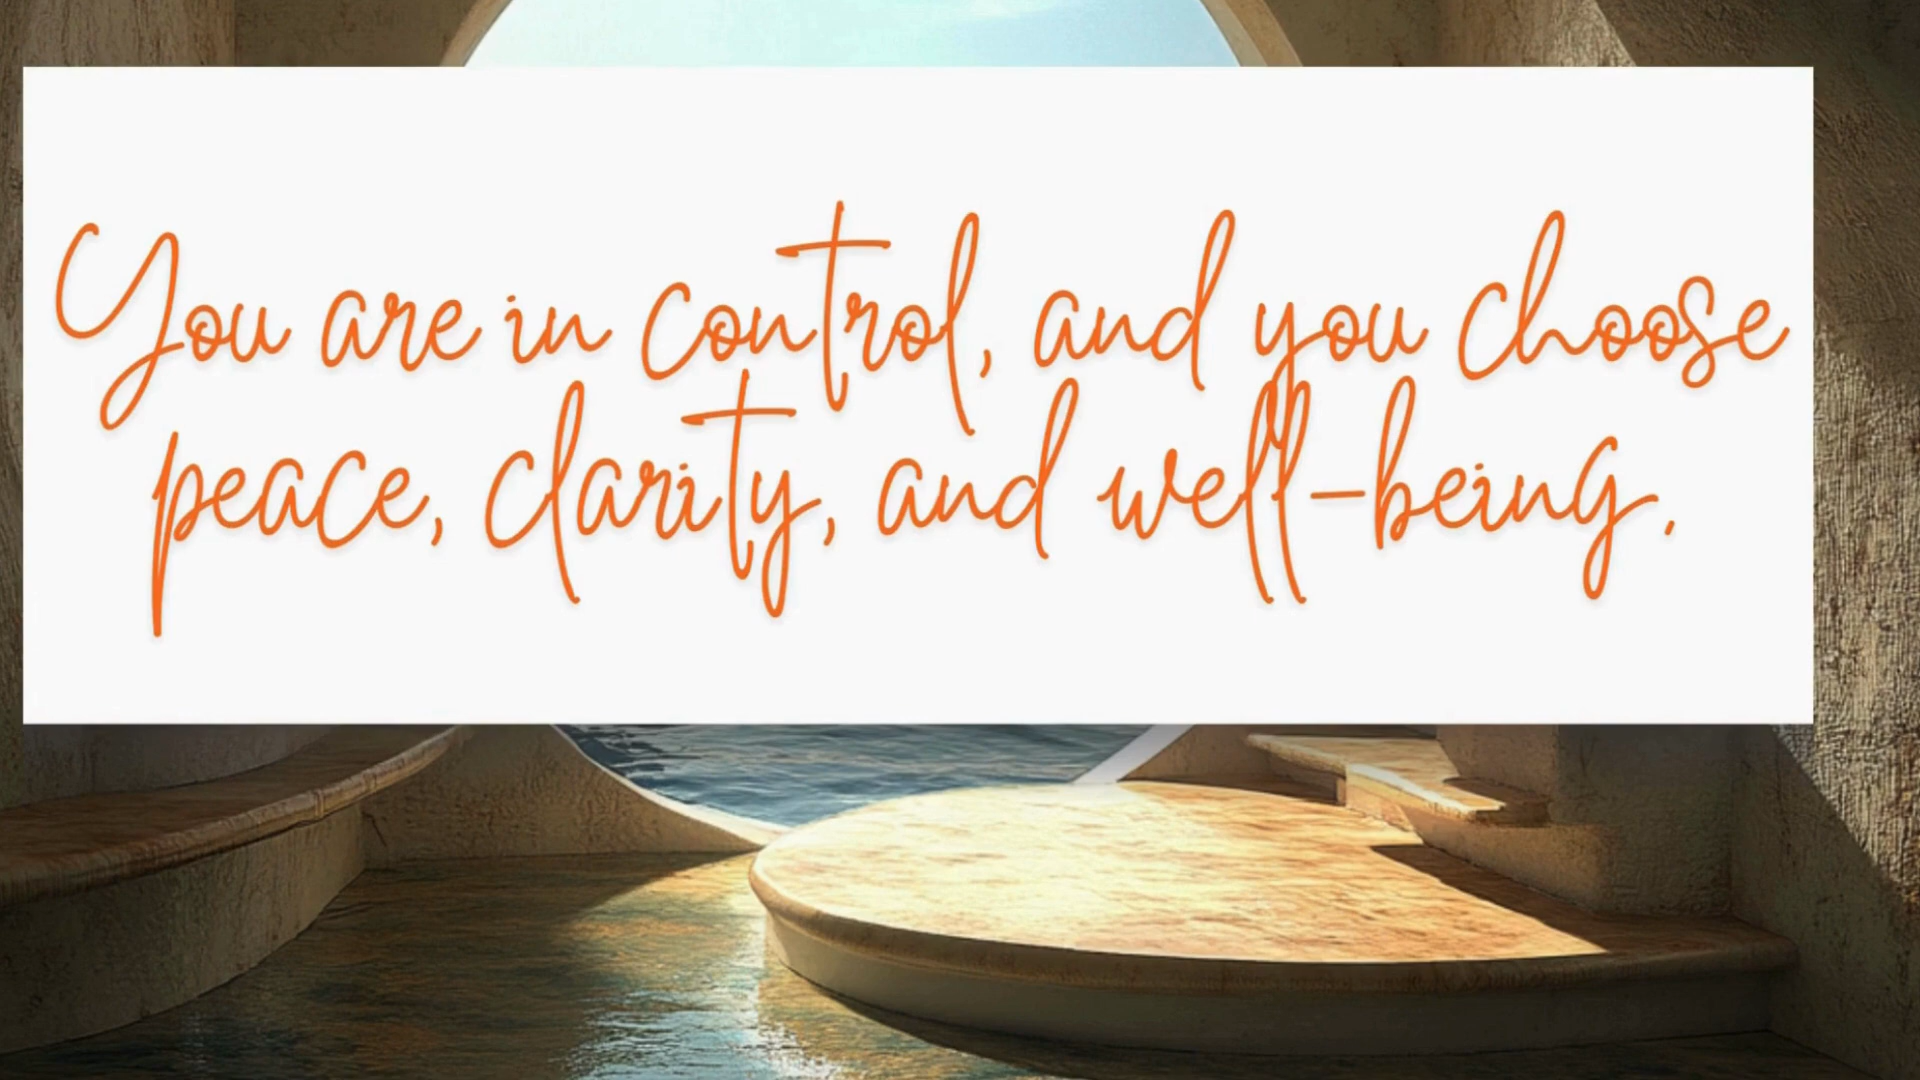 You are in control, and you choose
peace, clarity, and well-being.